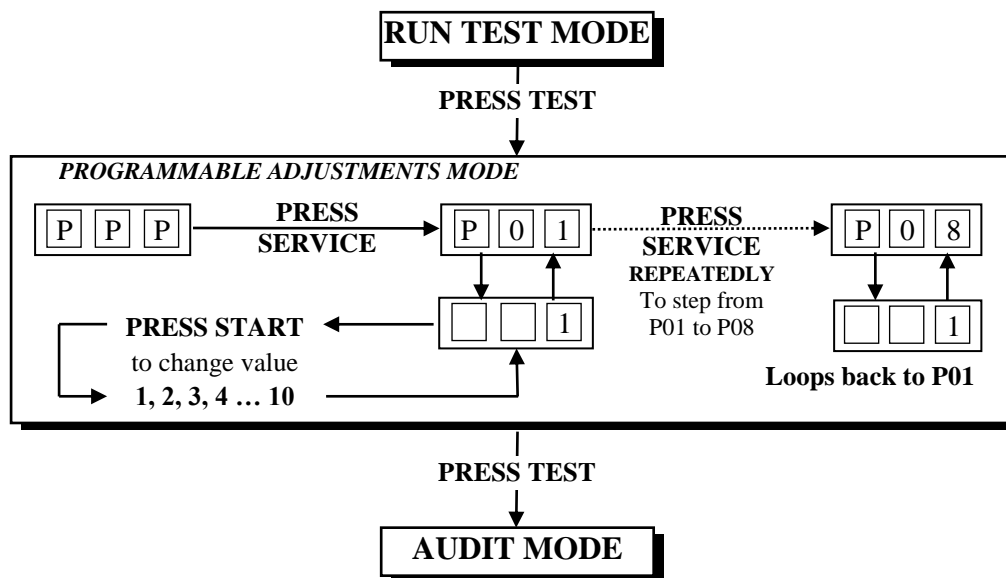 RUN TEST MODE
PRESS TEST
PROGRAMMABLE ADJUSTMENTS MODE
P P P
PRESS
SERVICE
P 0 1
PRESS
SERVICE
REPEATEDLY
To step from
P01 to P08
P 0 8
1
PRESS START
to change value
1, 2, 3, 4 … 10
1
Loops back to P01
PRESS TEST
AUDIT MODE